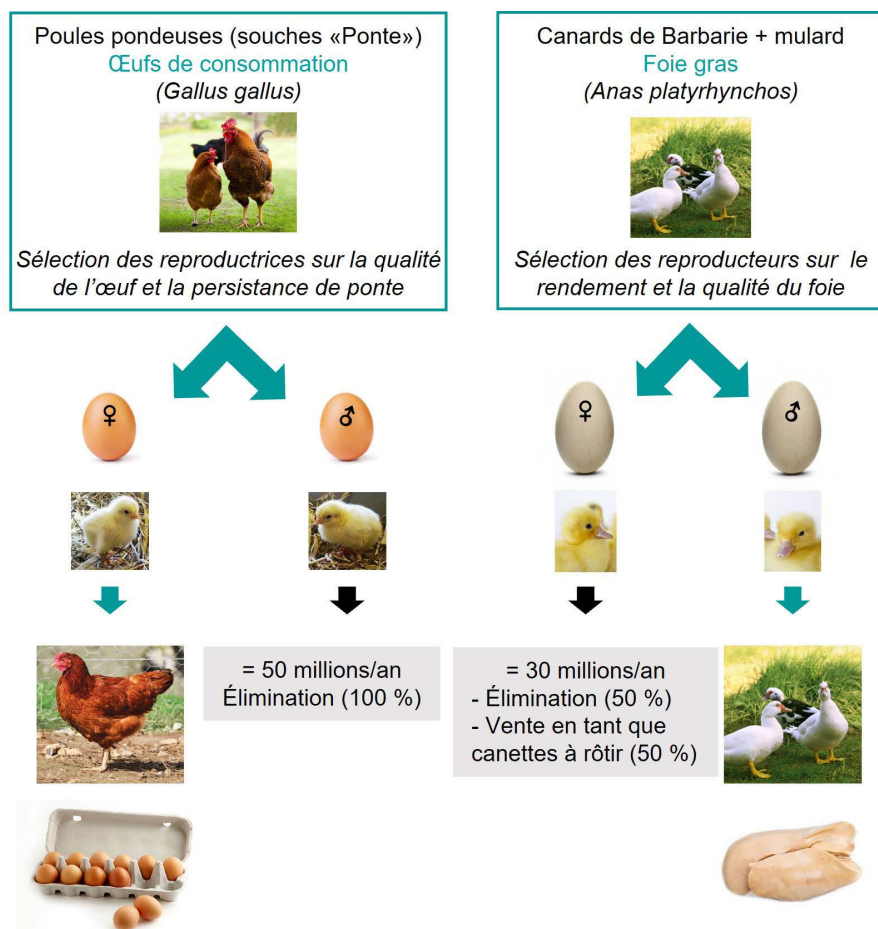 Poules pondeuses (souches «Ponte»)
Œufs de consommation
(Gallus gallus)
Sélection des reproductrices sur la qualité
de l’œuf et la persistance de ponte
Canards de Barbarie + mulard
Foie gras
(Anas platyrhynchos)
Sélection des reproducteurs sur le
rendement et la qualité du foie
♀
♂
♀
♂
= 50 millions/an
Élimination (100 %)
= 30 millions/an
- Élimination (50 %)
- Vente en tant que
canettes à rôtir (50 %)